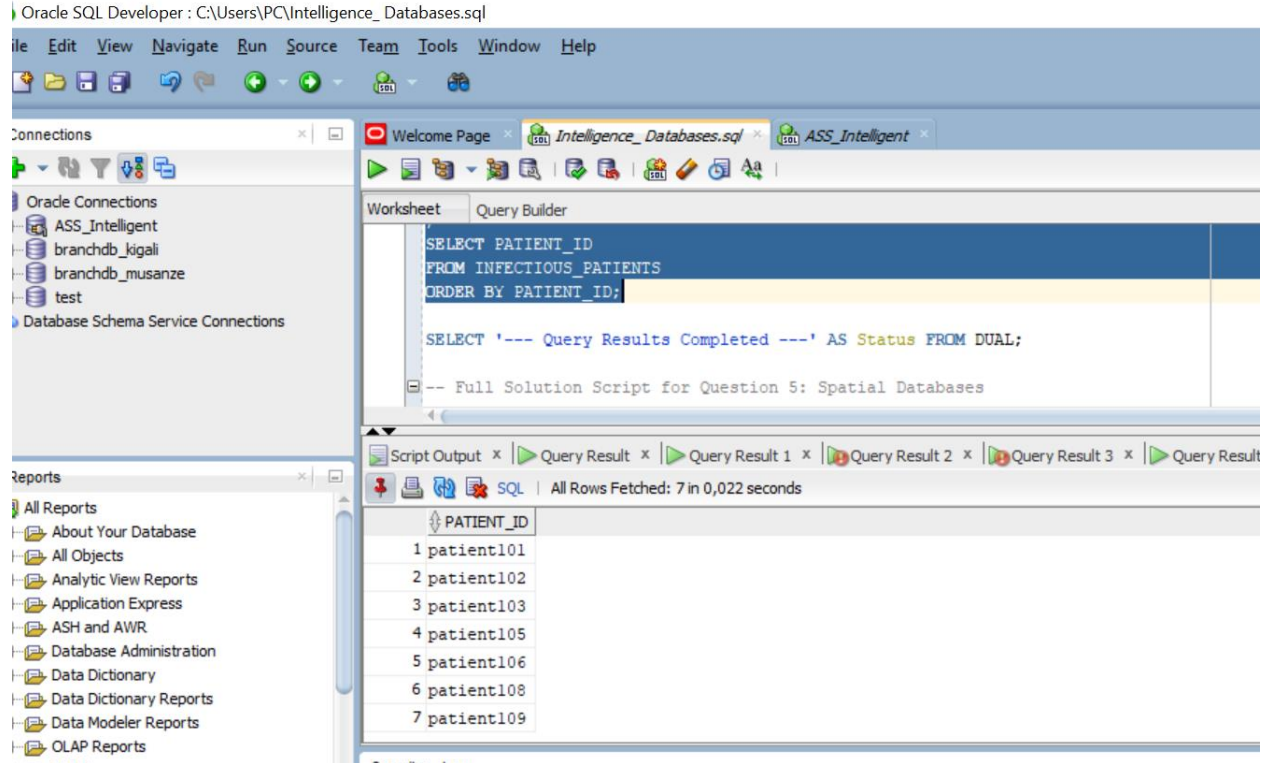 Oracle SQL Developer : C:\Users\PC\Intelligence_ Databases.sql
ile Edit View Navigate Run Source Team Tools Window Help
Connections
Oracle Connections
ASS_Intelligent
branchdb_kigali
branchdb_musanze
test
Database Schema Service Connections
Reports
All Reports
About Your Database
All Objects
Analytic View Reports
Application Express
ASH and AWR
Database Administration
Data Dictionary
Data Dictionary Reports
Data Modeler Reports
OLAP Reports
Welcome Page Intelligence_ Databases.sql ASS_Intelligent
Worksheet Query Builder
SELECT PATIENT_ID
FROM INFECTIOUS_PATIENTS
ORDER BY PATIENT_ID;
SELECT '--- Query Results Completed ---' AS Status FROM DUAL;
-- Full Solution Script for Question 5: Spatial Databases
Script Output x Query Result x Query Result 1 x Query Result 2 x Query Result 3 x Query Result
SQL | All Rows Fetched: 7 in 0,022 seconds
PATIENT_ID
1 patient101
2 patient102
3 patient103
4 patient105
5 patient106
6 patient108
7 patient109